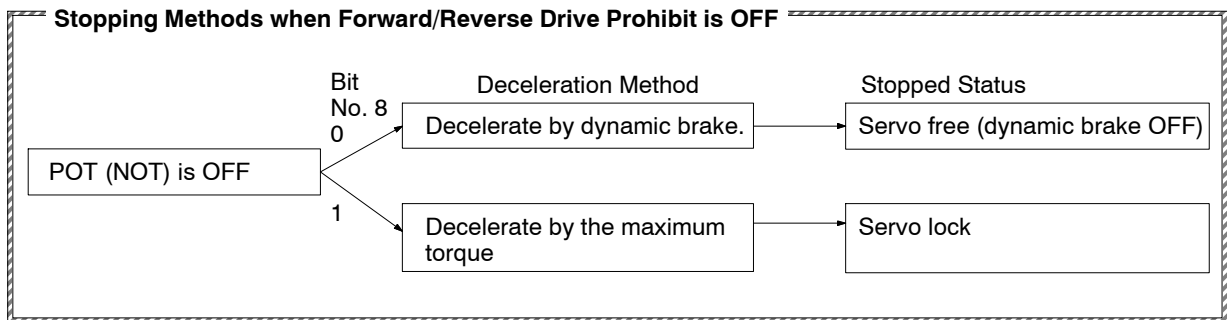 Stopping Methods when Forward/Reverse Drive Prohibit is OFF
Bit
No. 8
0
Deceleration Method
Stopped Status
Decelerate by dynamic brake.
Servo free (dynamic brake OFF)
POT (NOT) is OFF
1
Decelerate by the maximum
torque
Servo lock